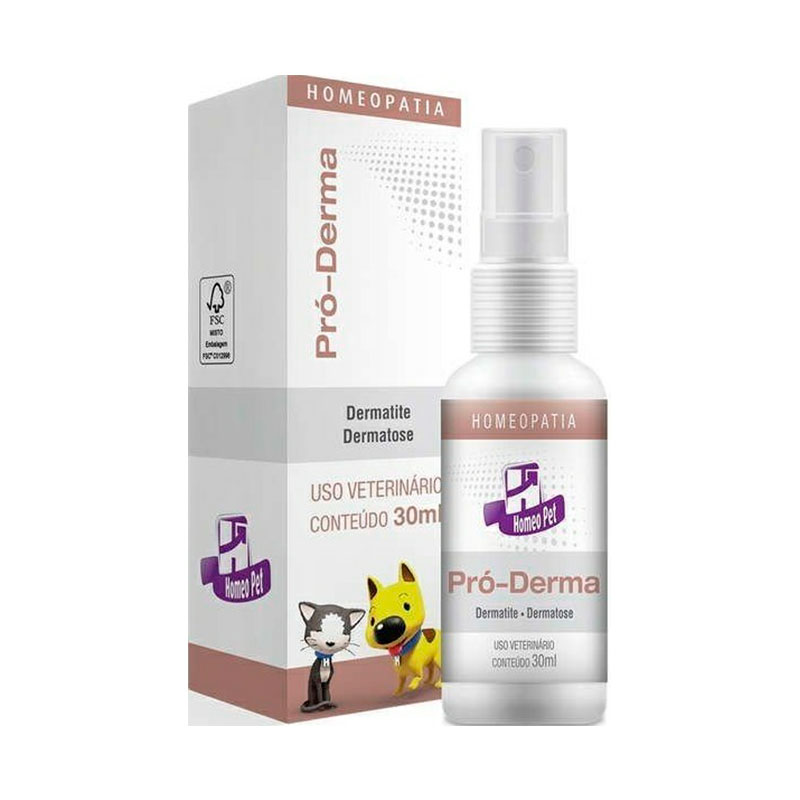 HOMEOPATIA
Pró-Derma
FSC
®
MISTO
Embalagem
Dermatite
Dermatose
USO VETERINÁRIO
CONTEÚDO 30ml
Homeo Pet
HOMEOPATIA
Homeo Pet
Pró-Derma
Dermatite • Dermatose
USO VETERINÁRIO
CONTEÚDO 30ml